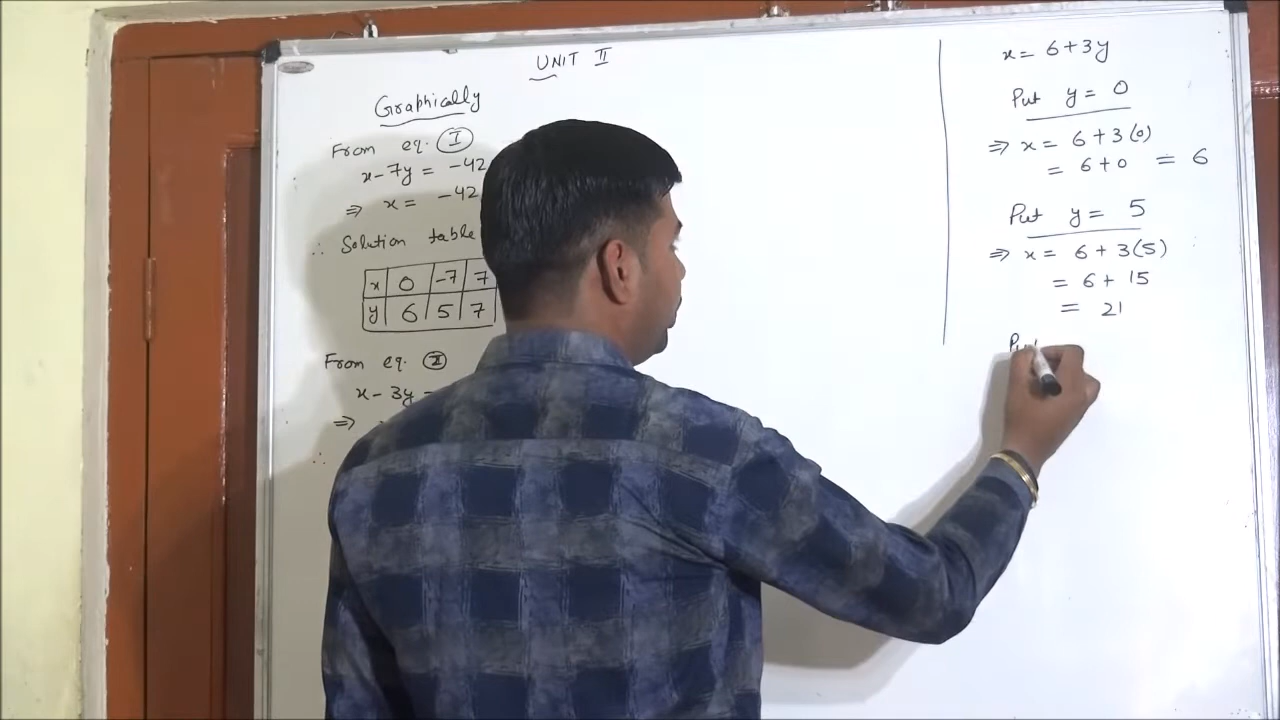 UNIT II
Graphically
From eq. I
x - 7y = -42
⇒ x = -42
∴ Solution table
x 0 -7 7
y 6 5 7
From eq. II
x - 3y
⇒
∴
x = 6 + 3y
Put y = 0
⇒ x = 6 + 3(0)
= 6 + 0 = 6
Put y = 5
⇒ x = 6 + 3(5)
= 6 + 15
= 21